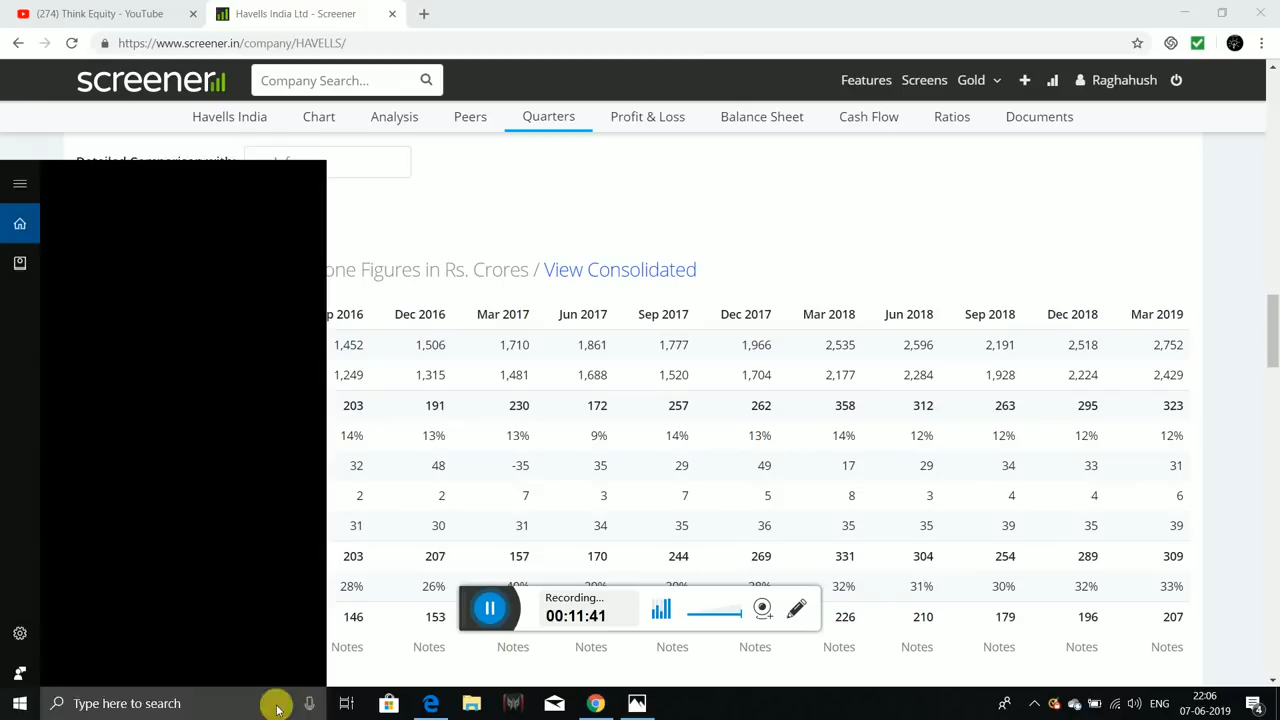 (274) Think Equity - YouTube
Havells India Ltd - Screener
https://www.screener.in/company/HAVELLS/
screener
Company Search...
Features Screens Gold Raghahush
Havells India Chart Analysis Peers Quarters Profit & Loss Balance Sheet Cash Flow Ratios Documents
Detailed Comparison with:
one Figures in Rs. Crores / View Consolidated
p 2016 Dec 2016 Mar 2017 Jun 2017 Sep 2017 Dec 2017 Mar 2018 Jun 2018 Sep 2018 Dec 2018 Mar 2019
1,452 1,506 1,710 1,861 1,777 1,966 2,535 2,596 2,191 2,518 2,752
1,249 1,315 1,481 1,688 1,520 1,704 2,177 2,284 1,928 2,224 2,429
203 191 230 172 257 262 358 312 263 295 323
14% 13% 13% 9% 14% 13% 14% 12% 12% 12% 12%
32 48 -35 35 29 49 17 29 34 33 31
2 2 7 3 7 5 8 3 4 4 6
31 30 31 34 35 36 35 35 39 35 39
203 207 157 170 244 269 331 304 254 289 309
28% 26% 32% 31% 30% 32% 33%
Recording...
00:11:41
146 153 226 210 179 196 207
Notes Notes Notes Notes Notes Notes Notes Notes Notes Notes Notes
Type here to search
ENG
22:06
07-06-2019
4